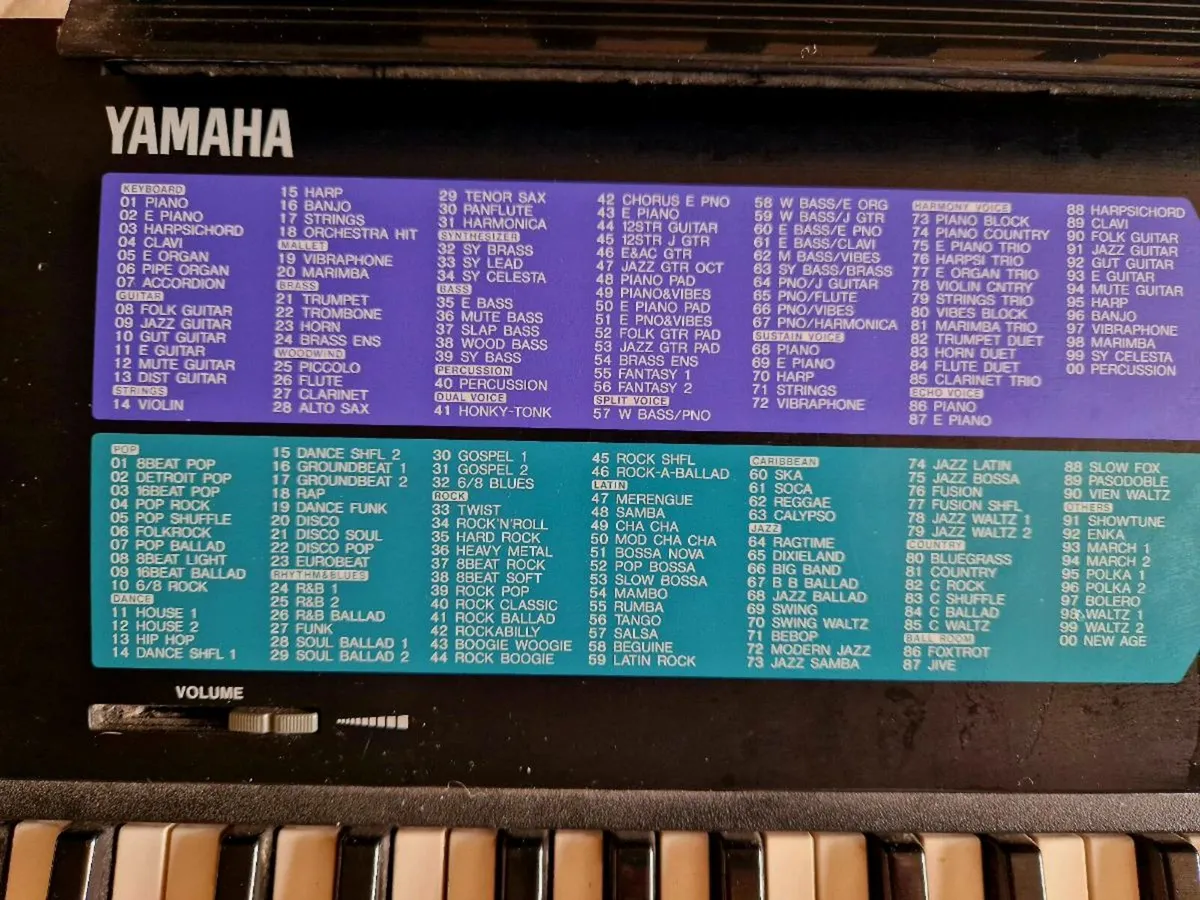 YAMAHA
KEYBOARD
01 PIANO
02 E PIANO
03 HARPSICHORD
04 CLAVI
05 E ORGAN
06 PIPE ORGAN
07 ACCORDION
GUITAR
08 FOLK GUITAR
09 JAZZ GUITAR
10 GUT GUITAR
11 E GUITAR
12 MUTE GUITAR
13 DIST GUITAR
STRINGS
14 VIOLIN
15 HARP
16 BANJO
17 STRINGS
18 ORCHESTRA HIT
MALLET
19 VIBRAPHONE
20 MARIMBA
BRASS
21 TRUMPET
22 TROMBONE
23 HORN
24 BRASS ENS
WOODWIND
25 PICCOLO
26 FLUTE
27 CLARINET
28 ALTO SAX
29 TENOR SAX
30 PANFLUTE
31 HARMONICA
SYNTHESIZER
32 SY BRASS
33 SY LEAD
34 SY CELESTA
BASS
35 E BASS
36 MUTE BASS
37 SLAP BASS
38 WOOD BASS
39 SY BASS
PERCUSSION
40 PERCUSSION
DUAL VOICE
41 HONKY-TONK
42 CHORUS E PNO
43 E PIANO
44 12STR GUITAR
45 12STR J GTR
46 E&AC GTR
47 JAZZ GTR OCT
48 PIANO PAD
49 PIANO&VIBES
50 E PIANO PAD
51 E PNO&VIBES
52 FOLK GTR PAD
53 JAZZ GTR PAD
54 BRASS ENS
55 FANTASY 1
56 FANTASY 2
SPLIT VOICE
57 W BASS/PNO
58 W BASS/E ORG
59 W BASS/J GTR
60 E BASS/E PNO
61 E BASS/CLAVI
62 M BASS/VIBES
63 SY BASS/BRASS
64 PNO/J GUITAR
65 PNO/FLUTE
66 PNO/VIBES
67 PNO/HARMONICA
SUSTAIN VOICE
68 PIANO
69 E PIANO
70 HARP
71 STRINGS
72 VIBRAPHONE
HARMONY VOICE
73 PIANO BLOCK
74 PIANO COUNTRY
75 E PIANO TRIO
76 HARPSI TRIO
77 E ORGAN TRIO
78 VIOLIN CNTRY
79 STRINGS TRIO
80 VIBES BLOCK
81 MARIMBA TRIO
82 TRUMPET DUET
83 HORN DUET
84 FLUTE DUET
85 CLARINET TRIO
ECHO VOICE
86 PIANO
87 E PIANO
88 HARPSICHORD
89 CLAVI
90 FOLK GUITAR
91 JAZZ GUITAR
92 GUT GUITAR
93 E GUITAR
94 MUTE GUITAR
95 HARP
96 BANJO
97 VIBRAPHONE
98 MARIMBA
99 SY CELESTA
00 PERCUSSION
POP
01 8BEAT POP
02 DETROIT POP
03 16BEAT POP
04 POP ROCK
05 POP SHUFFLE
06 FOLKROCK
07 POP BALLAD
08 8BEAT LIGHT
09 16BEAT BALLAD
10 6/8 ROCK
DANCE
11 HOUSE 1
12 HOUSE 2
13 HIP HOP
14 DANCE SHFL 1
15 DANCE SHFL 2
16 GROUNDBEAT 1
17 GROUNDBEAT 2
18 RAP
19 DANCE FUNK
20 DISCO
21 DISCO SOUL
22 DISCO POP
23 EUROBEAT
RHYTHM&BLUES
24 R&B 1
25 R&B 2
26 R&B BALLAD
27 FUNK
28 SOUL BALLAD 1
29 SOUL BALLAD 2
30 GOSPEL 1
31 GOSPEL 2
32 6/8 BLUES
ROCK
33 TWIST
34 ROCK'N'ROLL
35 HARD ROCK
36 HEAVY METAL
37 8BEAT ROCK
38 8BEAT SOFT
39 ROCK POP
40 ROCK CLASSIC
41 ROCK BALLAD
42 ROCKABILLY
43 BOOGIE WOOGIE
44 ROCK BOOGIE
45 ROCK SHFL
46 ROCK-A-BALLAD
LATIN
47 MERENGUE
48 SAMBA
49 CHA CHA
50 MOD CHA CHA
51 BOSSA NOVA
52 POP BOSSA
53 SLOW BOSSA
54 MAMBO
55 RUMBA
56 TANGO
57 SALSA
58 BEGUINE
59 LATIN ROCK
CARIBBEAN
60 SKA
61 SOCA
62 REGGAE
63 CALYPSO
JAZZ
64 RAGTIME
65 DIXIELAND
66 BIG BAND
67 B B BALLAD
68 JAZZ BALLAD
69 SWING
70 SWING WALTZ
71 BEBOP
72 MODERN JAZZ
73 JAZZ SAMBA
74 JAZZ LATIN
75 JAZZ BOSSA
76 FUSION
77 FUSION SHFL
78 JAZZ WALTZ 1
79 JAZZ WALTZ 2
COUNTRY
80 BLUEGRASS
81 COUNTRY
82 C ROCK
83 C SHUFFLE
84 C BALLAD
85 C WALTZ
BALL ROOM
86 FOXTROT
87 JIVE
88 SLOW FOX
89 PASODOBLE
90 VIEN WALTZ
OTHERS
91 SHOWTUNE
92 ENKA
93 MARCH 1
94 MARCH 2
95 POLKA 1
96 POLKA 2
97 BOLERO
98 WALTZ 1
99 WALTZ 2
00 NEW AGE
VOLUME